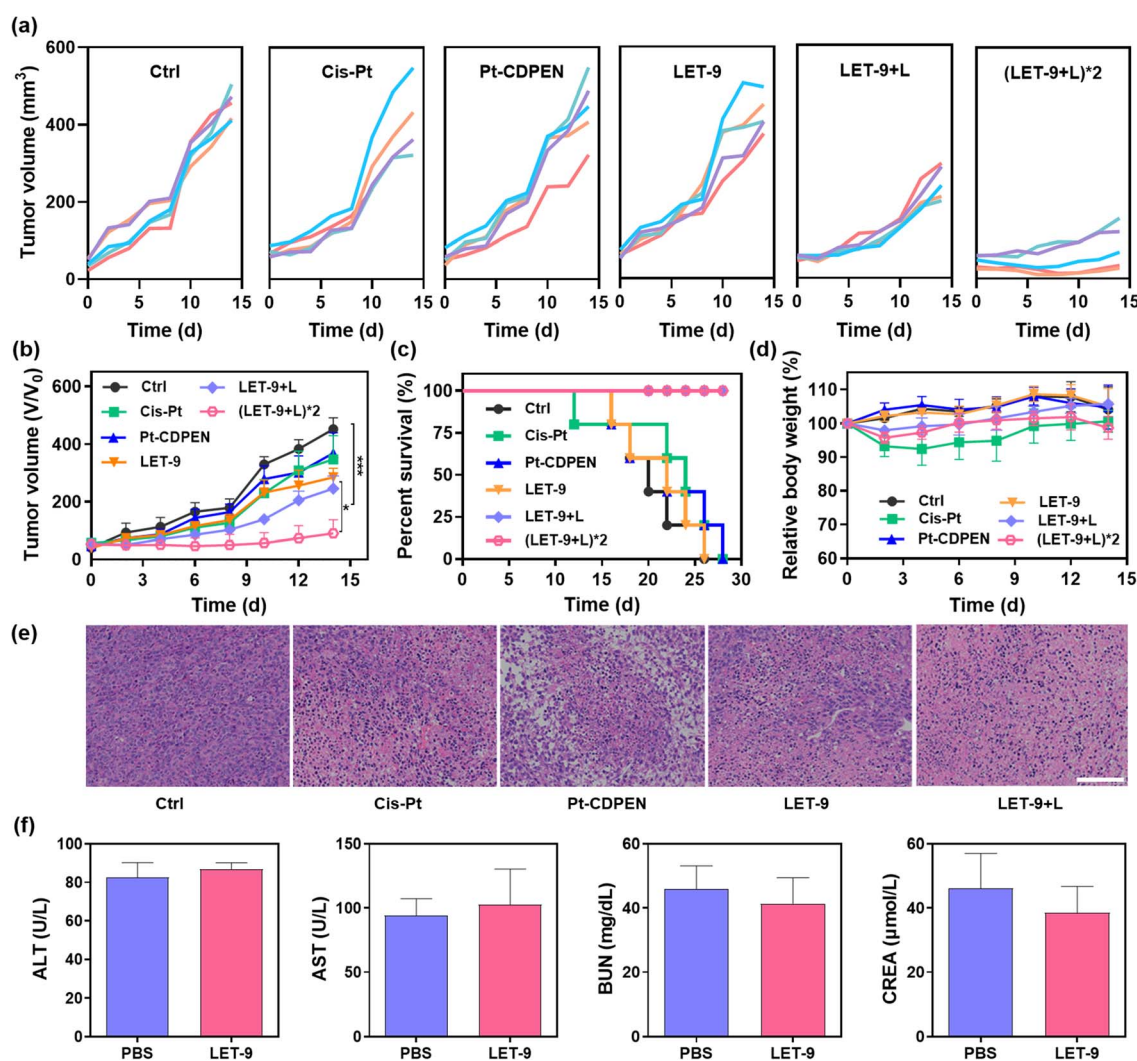 (a)
Tumor volume (mm³)
600
400
200
0
Ctrl
Cis-Pt
Pt-CDPEN
LET-9
LET-9+L
(LET-9+L)*2
0 5 10 15
0 5 10 15
0 5 10 15
0 5 10 15
0 5 10 15
0 5 10 15
Time (d)
Time (d)
Time (d)
Time (d)
Time (d)
Time (d)
(b)
Tumor volume (V/V₀)
600
400
200
0
Ctrl
Cis-Pt
Pt-CDPEN
LET-9
LET-9+L
(LET-9+L)*2
***
*
0 3 6 9 12 15
Time (d)
(c)
Percent survival (%)
100
50
0
Ctrl
Cis-Pt
Pt-CDPEN
LET-9
LET-9+L
(LET-9+L)*2
0 5 10 15 20 25 30
Time (d)
(d)
Relative body weight (%)
110
100
90
80
70
60
Ctrl
Cis-Pt
Pt-CDPEN
LET-9
LET-9+L
(LET-9+L)*2
0 3 6 9 12 15
Time (d)
(e)
Ctrl
Cis-Pt
Pt-CDPEN
LET-9
LET-9+L
(f)
ALT (U/L)
100
80
60
40
20
0
PBS
LET-9
AST (U/L)
150
100
50
0
PBS
LET-9
BUN (mg/dL)
60
40
20
0
PBS
LET-9
CREA (μmol/L)
60
40
20
0
PBS
LET-9